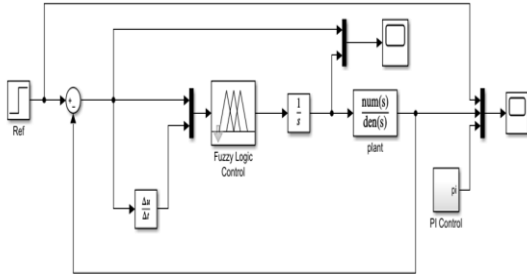 Ref
+
-
Fuzzy Logic
Control
1
s
num(s)
den(s)
plant
Δu
Δt
pi
PI Control